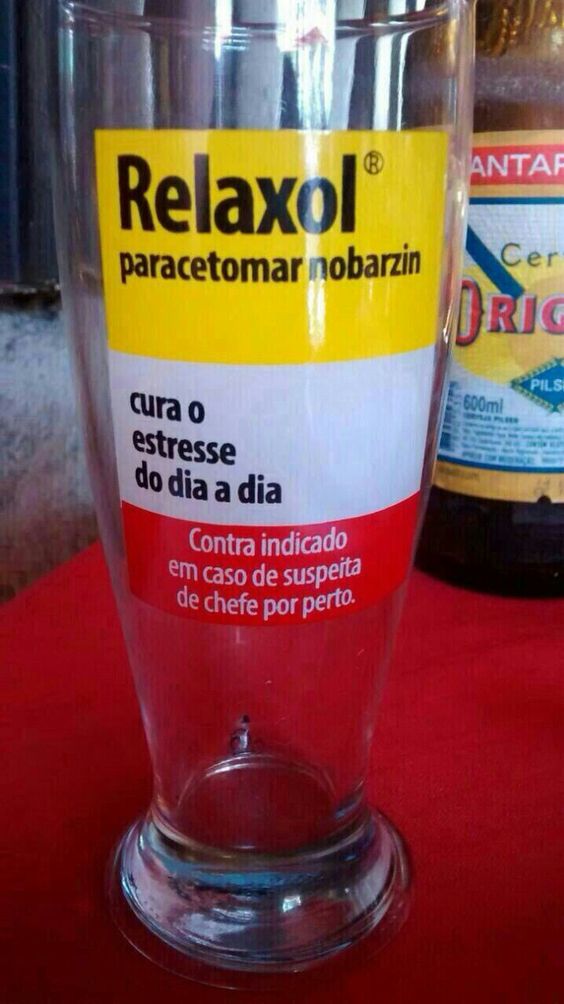 Relaxol®
paracetomar nobarzin
cura o
estresse
do dia a dia
Contra indicado
em caso de suspeita
de chefe por perto.
ANTAR
Cer
ORIG
PILS
600ml